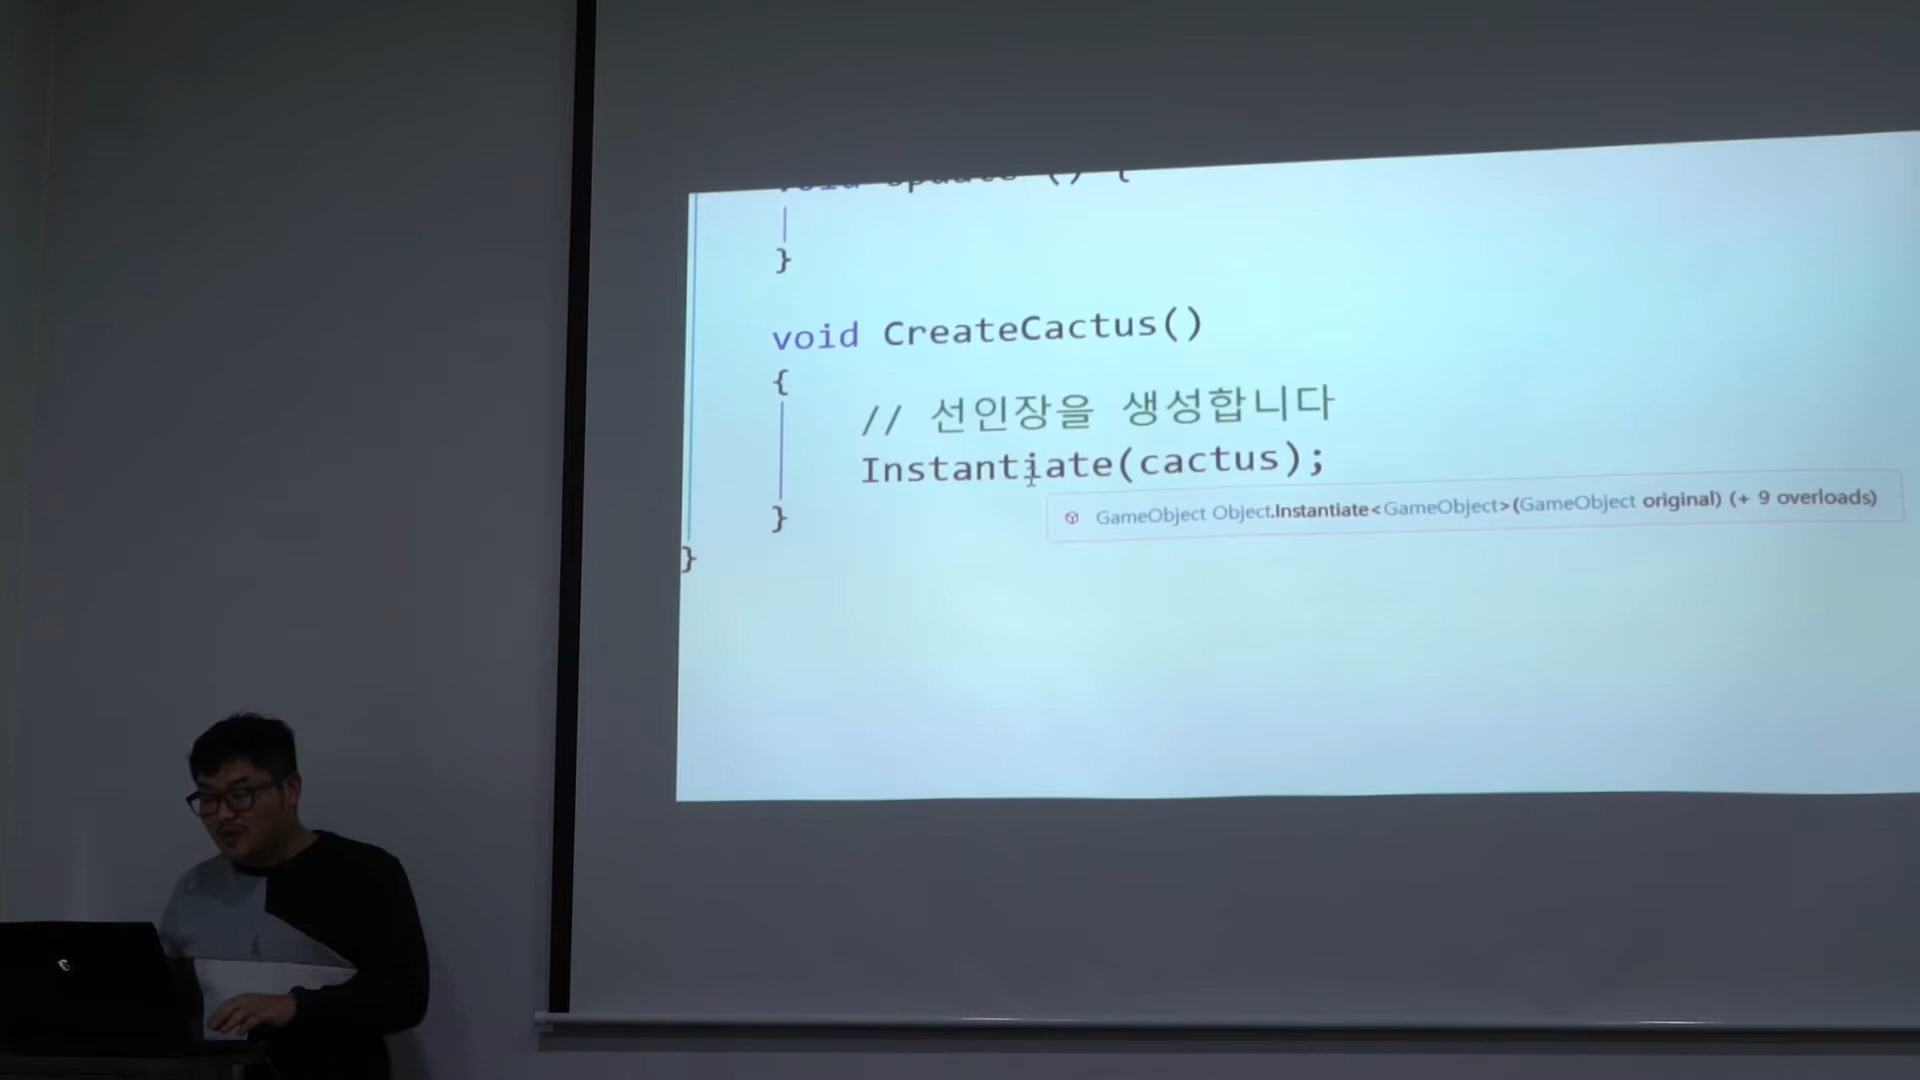 () {
}
void CreateCactus()
{
// 선인장을 생성합니다
Instantiate(cactus);
GameObject Object.Instantiate<GameObject>(GameObject original) (+ 9 overloads)
}
}